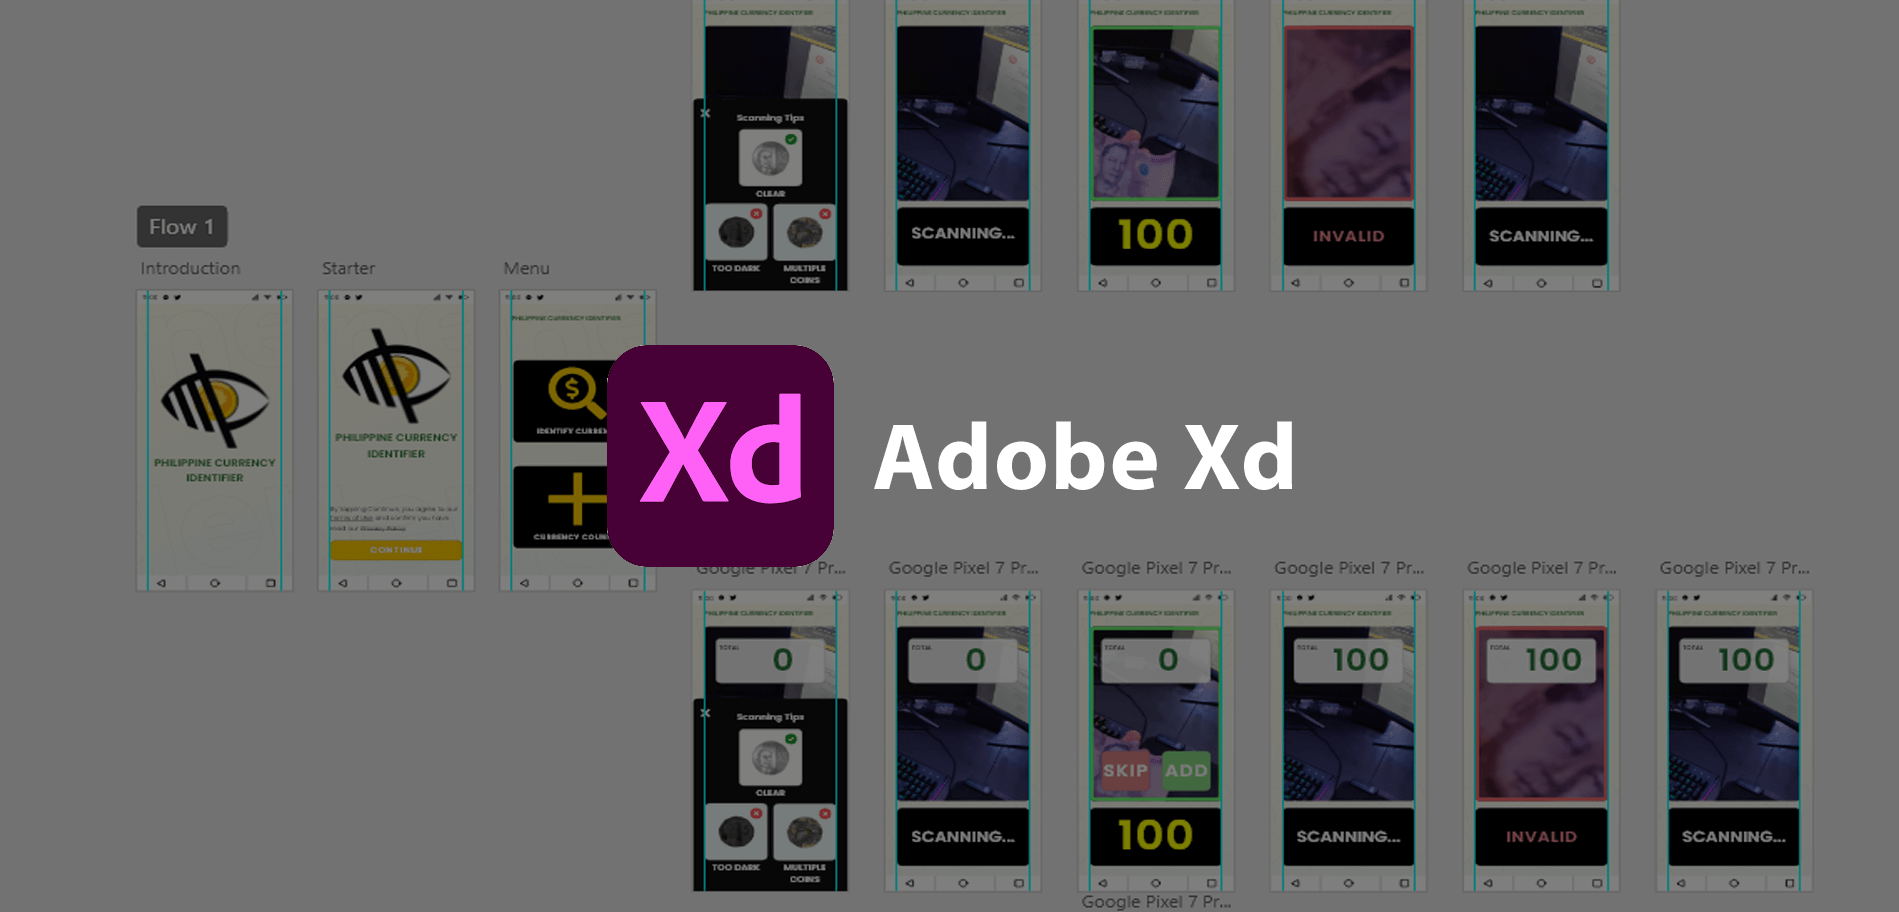 PHILIPPINE CURRENCY IDENTIFIER
PHILIPPINE CURRENCY IDENTIFIER
PHILIPPINE CURRENCY IDENTIFIER
PHILIPPINE CURRENCY IDENTIFIER
PHILIPPINE CURRENCY IDENTIFIER
X
Scanning Tips
CLEAR
TOO DARK
MULTIPLE
COINS
SCANNING...
100
INVALID
SCANNING...
Flow 1
Introduction
Starter
Menu
PHILIPPINE CURRENCY
IDENTIFIER
PHILIPPINE CURRENCY
IDENTIFIER
By tapping Continue, you agree to our
Terms of Use and confirm you have
read our Privacy Policy
CONTINUE
PHILIPPINE CURRENCY IDENTIFIER
$
IDENTIFY
CURRENCY
Xd
Adobe Xd
Google Pixel 7 Pr...
Google Pixel 7 Pr...
Google Pixel 7 Pr...
Google Pixel 7 Pr...
Google Pixel 7 Pr...
Google Pixel 7 Pr...
PHILIPPINE CURRENCY IDENTIFIER
PHILIPPINE CURRENCY IDENTIFIER
PHILIPPINE CURRENCY IDENTIFIER
PHILIPPINE CURRENCY IDENTIFIER
PHILIPPINE CURRENCY IDENTIFIER
PHILIPPINE CURRENCY IDENTIFIER
TOTAL 0
X
Scanning Tips
CLEAR
TOO DARK
MULTIPLE
COINS
TOTAL 0
SCANNING...
TOTAL 0
SKIP ADD
100
TOTAL 100
SCANNING...
TOTAL 100
INVALID
TOTAL 100
SCANNING...
Google Pixel 7 Pr...